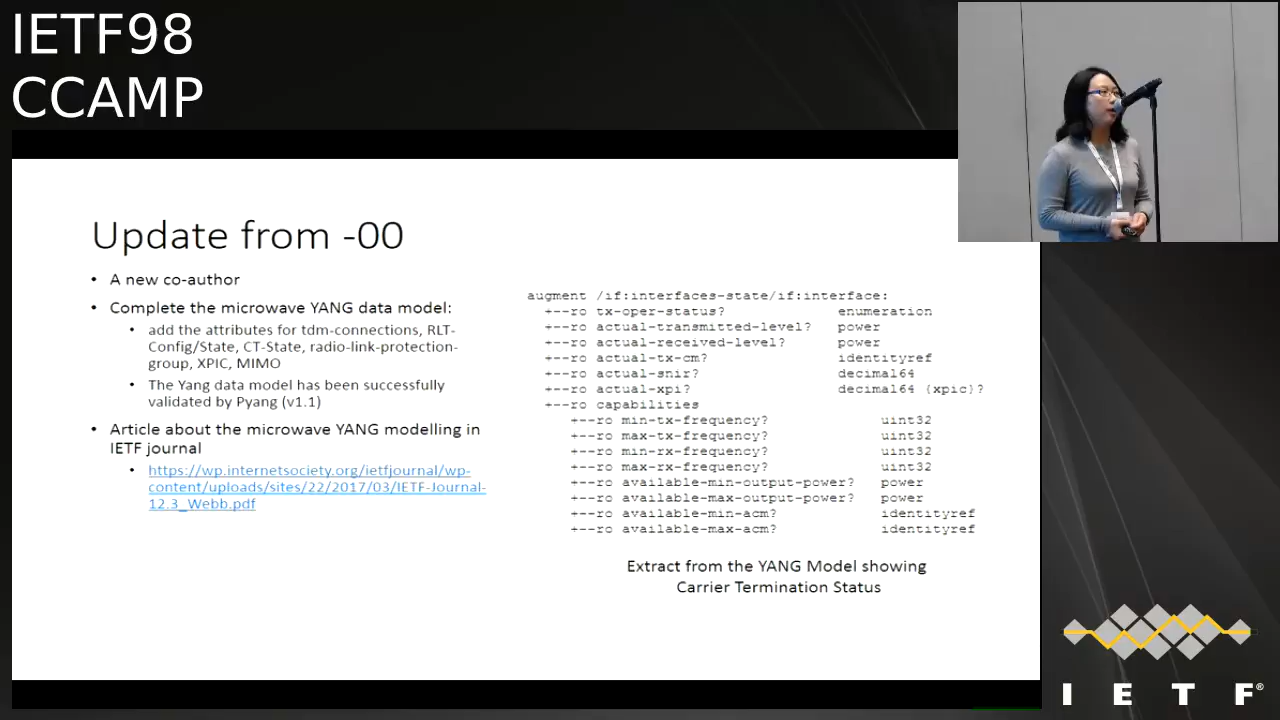 IETF98
CCAMP
Update from -00
• A new co-author
• Complete the microwave YANG data model:
• add the attributes for tdm-connections, RLT-
Config/State, CT-State, radio-link-protection-
group, XPIC, MIMO
• The Yang data model has been successfully
validated by Pyang (v1.1)
• Article about the microwave YANG modelling in
IETF journal
• https://wp.internetsociety.org/ietfjournal/wp-
content/uploads/sites/22/2017/03/IETF-Journal-
12.3_Webb.pdf
augment /if:interfaces-state/if:interface:
+--ro tx-oper-status? enumeration
+--ro actual-transmitted-level? power
+--ro actual-received-level? power
+--ro actual-tx-cm? identityref
+--ro actual-snir? decimal64
+--ro actual-xpi? decimal64 {xpic}?
+--ro capabilities
+--ro min-tx-frequency? uint32
+--ro max-tx-frequency? uint32
+--ro min-rx-frequency? uint32
+--ro max-rx-frequency? uint32
+--ro available-min-output-power? power
+--ro available-max-output-power? power
+--ro available-min-acm? identityref
+--ro available-max-acm? identityref
Extract from the YANG Model showing
Carrier Termination Status
I E T F®